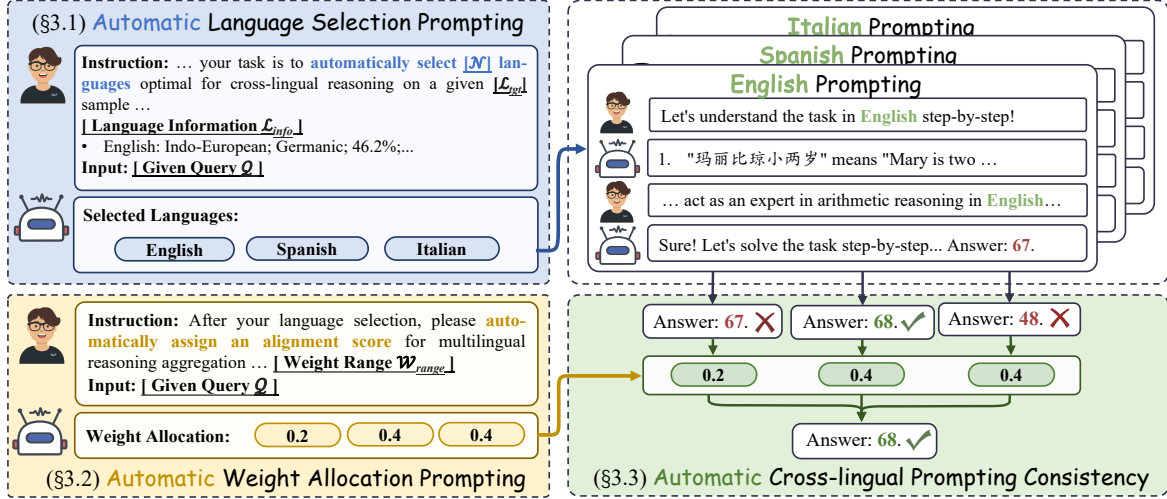 (§3.1) Automatic Language Selection Prompting
Instruction: … your task is to automatically select [N] lan-
guages optimal for cross-lingual reasoning on a given [L_tgt]
sample …
[ Language Information L_info ]
• English: Indo-European; Germanic; 46.2%;...
Input: [ Given Query Q ]
Selected Languages:
English Spanish Italian
Italian Prompting
Spanish Prompting
English Prompting
Let's understand the task in English step-by-step!
1. "玛丽比琼小两岁" means "Mary is two …
… act as an expert in arithmetic reasoning in English…
Sure! Let's solve the task step-by-step... Answer: 67.
Instruction: After your language selection, please auto-
matically assign an alignment score for multilingual
reasoning aggregation … [ Weight Range W_range ]
Input: [ Given Query Q ]
Weight Allocation: 0.2 0.4 0.4
(§3.2) Automatic Weight Allocation Prompting
Answer: 67. Answer: 68. Answer: 48.
0.2 0.4 0.4
Answer: 68.
(§3.3) Automatic Cross-lingual Prompting Consistency